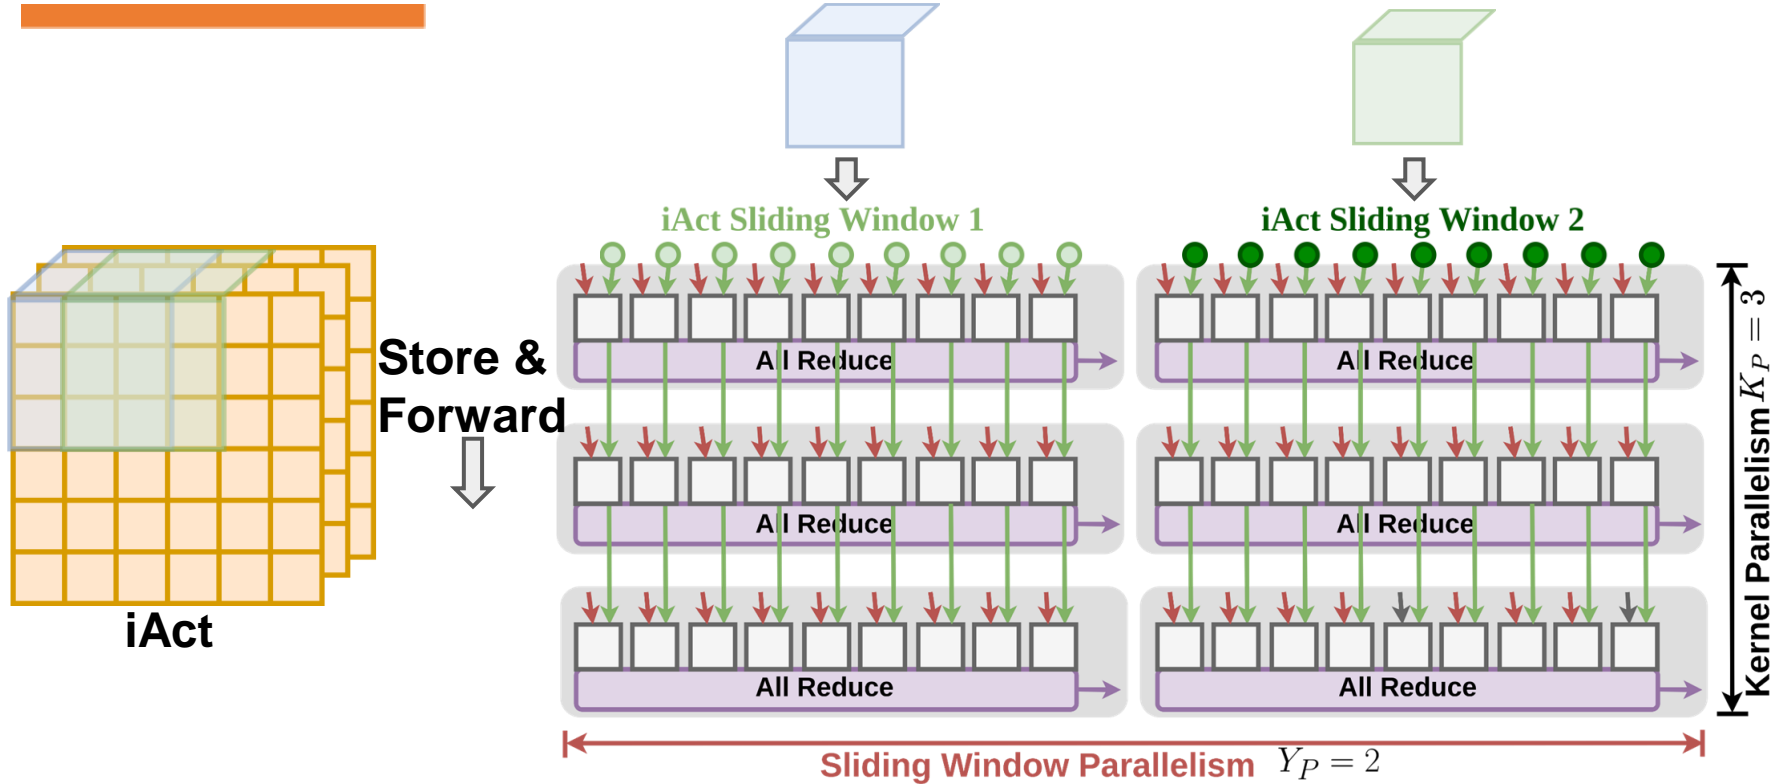 iAct Sliding Window 1
iAct Sliding Window 2
Store &
Forward
All Reduce
All Reduce
All Reduce
All Reduce
All Reduce
All Reduce
iAct
Kernel Parallelism K_P = 3
Sliding Window Parallelism Y_P = 2